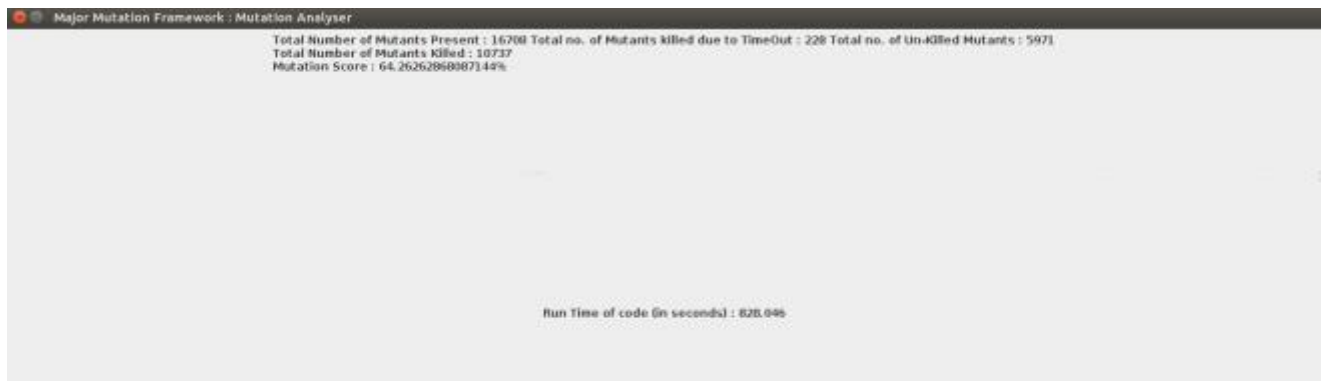 Major Mutation Framework : Mutation Analyser
Total Number of Mutants Present : 16708 Total no. of Mutants killed due to TimeOut : 228 Total no. of Un-Killed Mutants : 5971
Total Number of Mutants Killed : 10737
Mutation Score : 64.26262868087144%
Run Time of code (in seconds) : 828.046